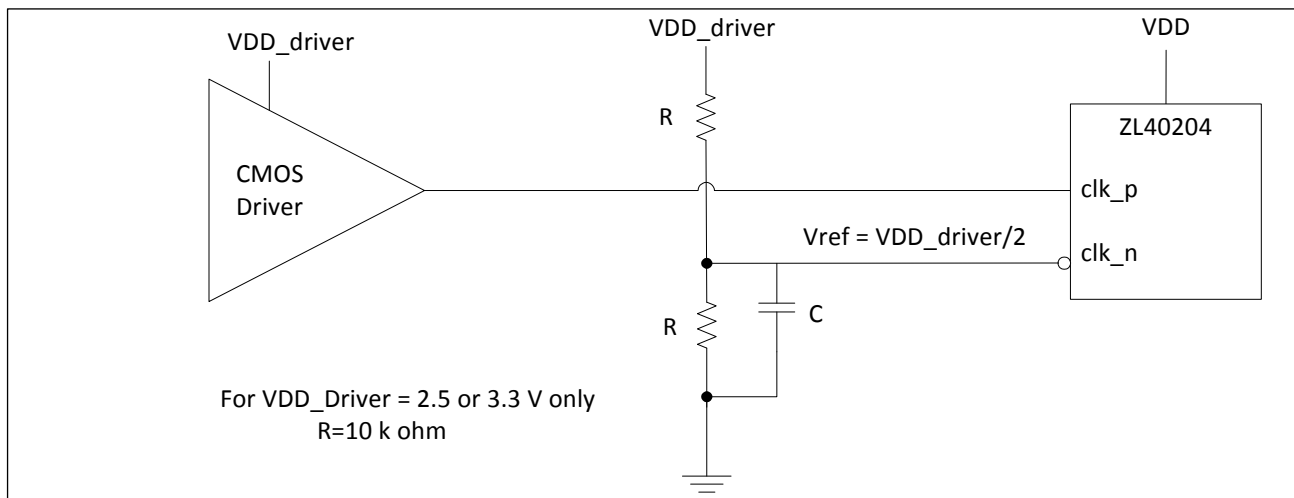 VDD_driver
VDD_driver
VDD
R
ZL40204
CMOS
Driver
clk_p
Vref = VDD_driver/2
clk_n
R
C
For VDD_Driver = 2.5 or 3.3 V only
R=10 k ohm